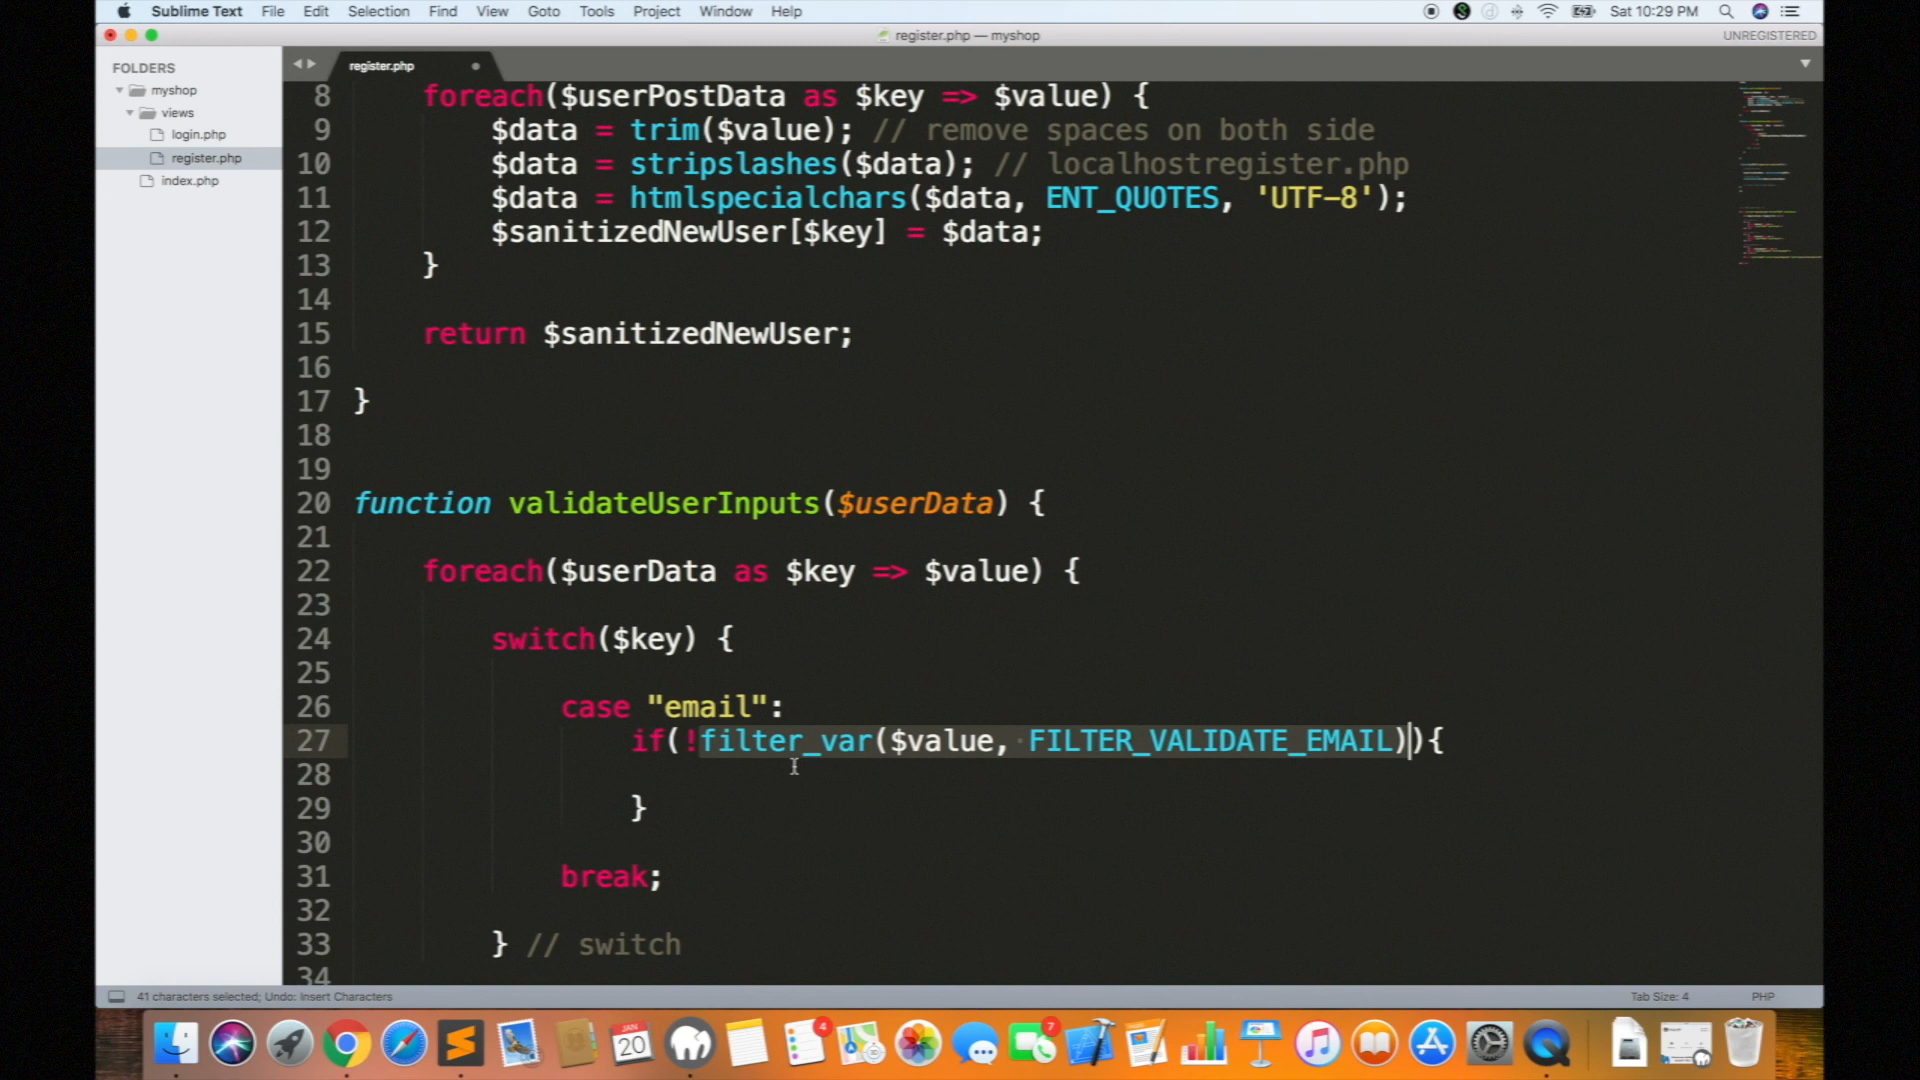 Sublime Text File Edit Selection Find View Goto Tools Project Window Help Sat 10:29 PM
register.php — myshop UNREGISTERED
FOLDERS
myshop
views
login.php
register.php
index.php
register.php
8 foreach($userPostData as $key => $value) {
9 $data = trim($value); // remove spaces on both side
10 $data = stripslashes($data); // localhostregister.php
11 $data = htmlspecialchars($data, ENT_QUOTES, 'UTF-8');
12 $sanitizedNewUser[$key] = $data;
13 }
14
15 return $sanitizedNewUser;
16
17 }
18
19
20 function validateUserInputs($userData) {
21
22 foreach($userData as $key => $value) {
23
24 switch($key) {
25
26 case "email":
27 if(!filter_var($value, FILTER_VALIDATE_EMAIL)){
28
29 }
30
31 break;
32
33 } // switch
34
41 characters selected; Undo: Insert Characters Tab Size: 4 PHP
JAN
20
4
7